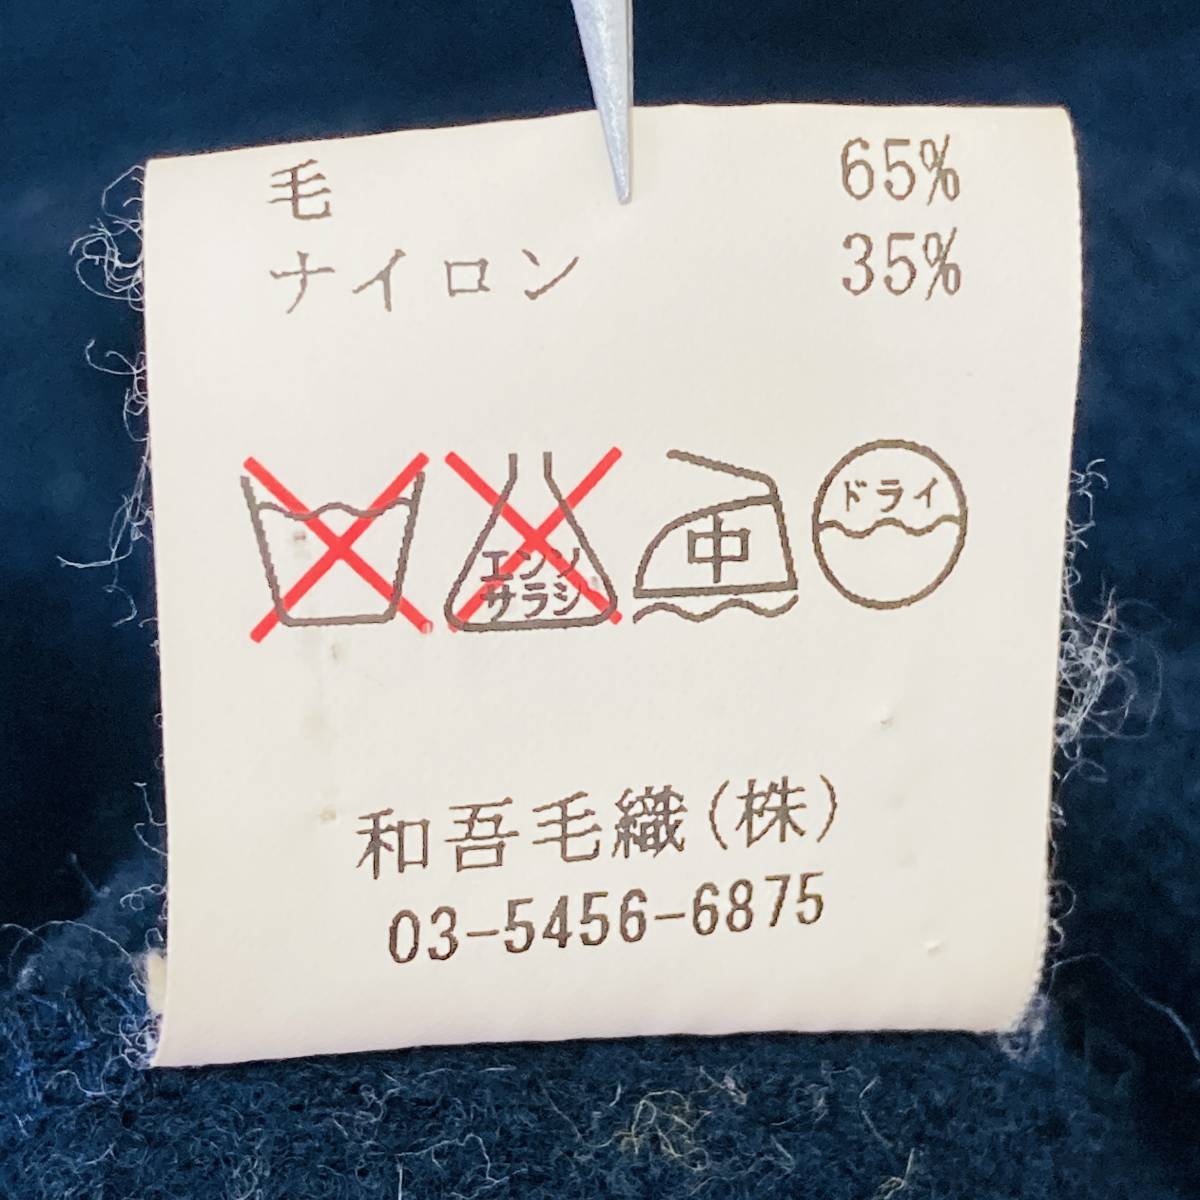 毛 65%
ナイロン 35%
エンソ
サラシ
中
ドライ
和吾毛織(株)
03-5456-6875